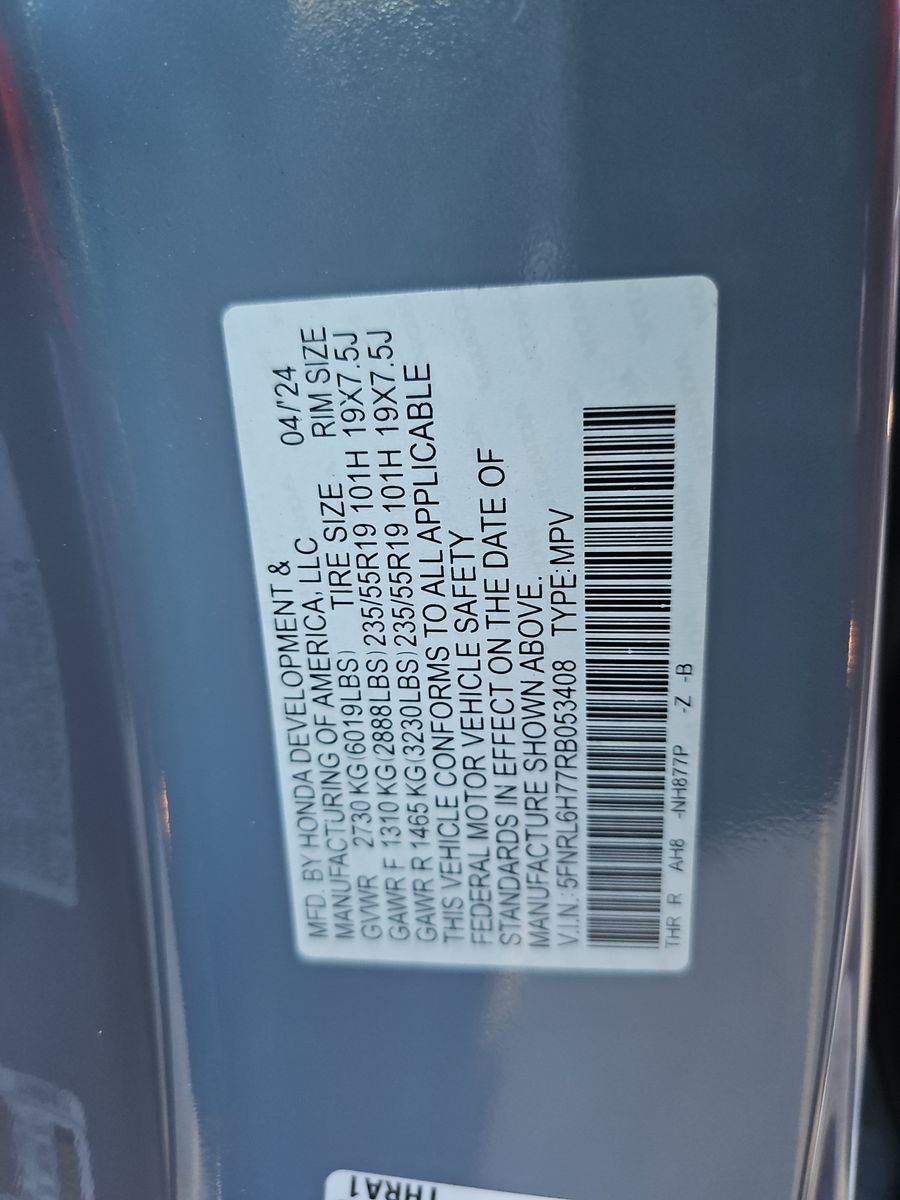 MFD. BY HONDA DEVELOPMENT & 04/'24
MANUFACTURING OF AMERICA, LLC RIM SIZE
TIRE SIZE
GVWR 2730 KG(6019LBS)
GAWR F 1310 KG(2888LBS) 235/55R19 101H 19X7.5J
GAWR R 1465 KG(3230LBS) 235/55R19 101H 19X7.5J
THIS VEHICLE CONFORMS TO ALL APPLICABLE
FEDERAL MOTOR VEHICLE SAFETY
STANDARDS IN EFFECT ON THE DATE OF
MANUFACTURE SHOWN ABOVE.
V.I.N.: 5FNRL6H77RB053408 TYPE:MPV
THR R AH8 -NH877P -Z -B
THRA1